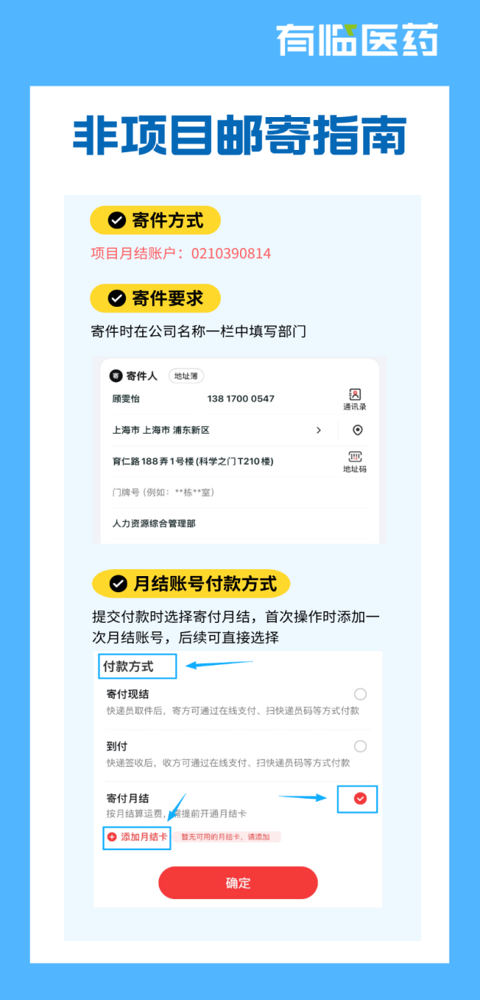 有临医药
非项目邮寄指南
寄件方式
项目月结账户：0210390814
寄件要求
寄件时在公司名称一栏中填写部门
寄 寄件人 地址簿
顾雯怡 138 1700 0547
通讯录
上海市 上海市 浦东新区
育仁路188弄1号楼(科学之门T210楼)
地址码
门牌号 (例如：**栋**室)
人力资源综合管理部
月结账号付款方式
提交付款时选择寄付月结，首次操作时添加一
次月结账号，后续可直接选择
付款方式
寄付现结
快递员取件后，寄方可通过在线支付、扫快递员码等方式付款
到付
快递签收后，收方可通过在线支付、扫快递员码等方式付款
寄付月结
按月结算运费，需提前开通月结卡
添加月结卡 暂无可用的月结卡，请添加
确定